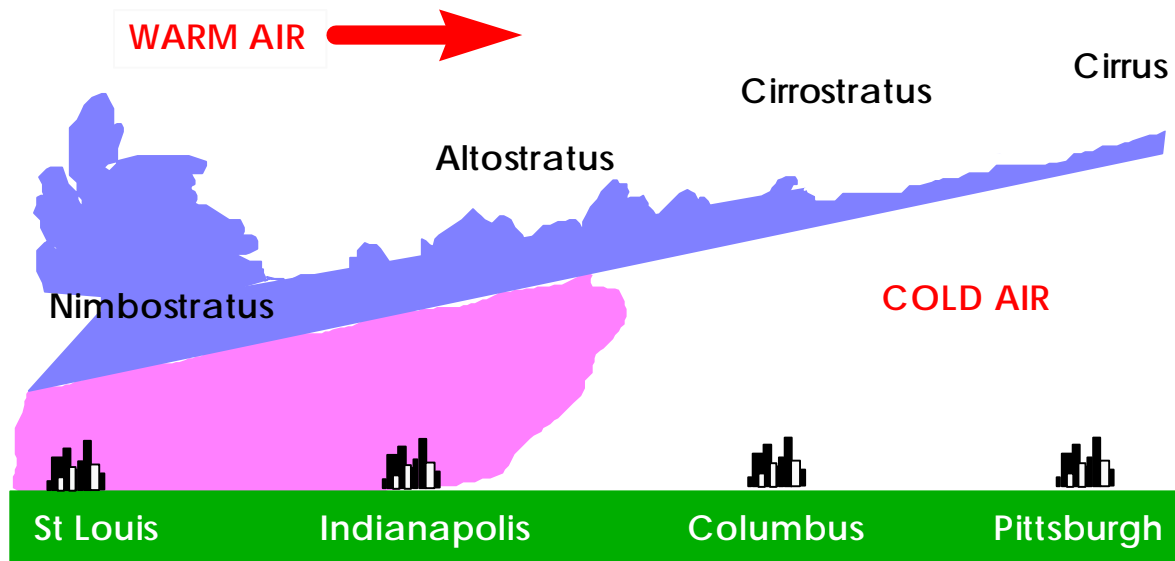 WARM AIR
Cirrus
Cirrostratus
Altostratus
Nimbostratus
COLD AIR
St Louis
Indianapolis
Columbus
Pittsburgh